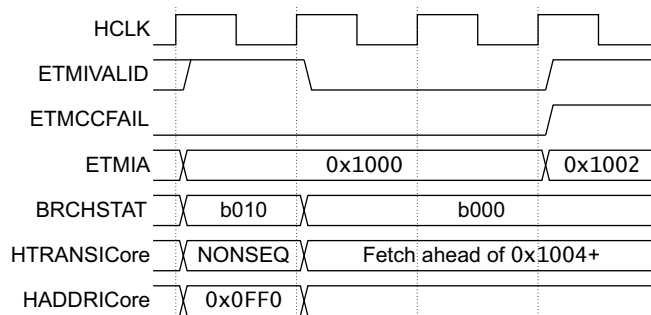 HCLK
ETMIVALID
ETMCCFAIL
ETMIA 0x1000 0x1002
BRCHSTAT b010 b000
HTRANSICore NONSEQ Fetch ahead of 0x1004+
HADDRICore 0x0FF0